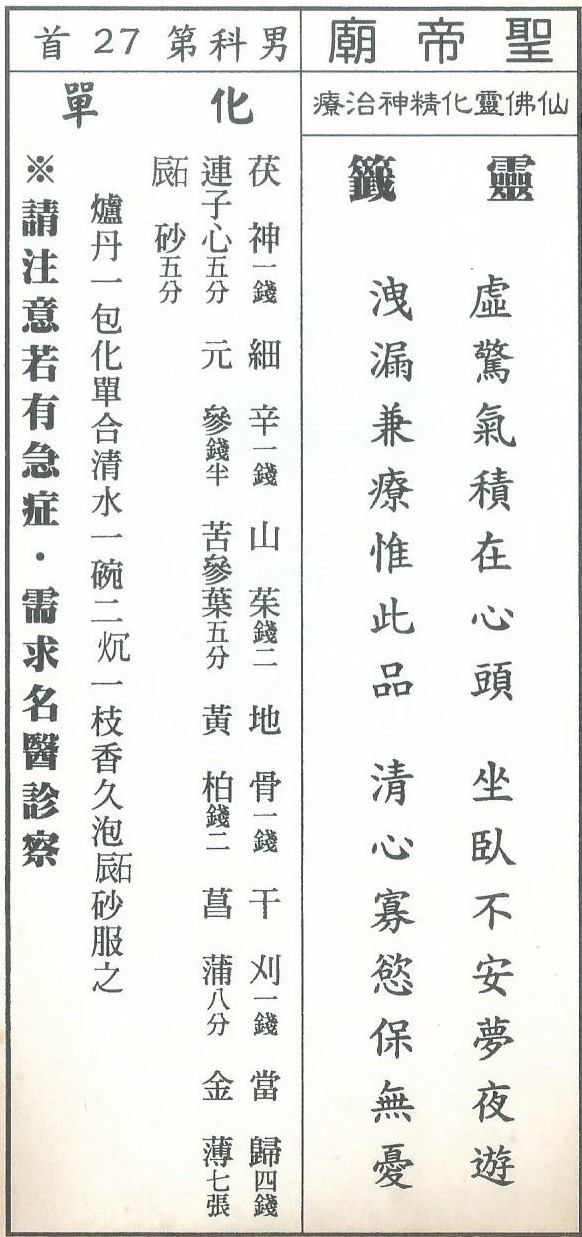 聖帝廟
仙佛靈化精神治療
靈籤
虛驚氣積在心頭 坐臥不安夢夜遊
洩漏兼療惟此品 清心寡慾保無憂
男科第27首
化單
茯神一錢 細辛一錢 山茱錢二 地骨一錢 干刈一錢 當歸四錢
連子心五分 元參錢半 苦參葉五分 黃柏錢二 菖蒲八分 金薄七張
砂五分
爐丹一包化單合清水一碗二炕一枝香久泡砂服之
※請注意若有急症・需求名醫診察